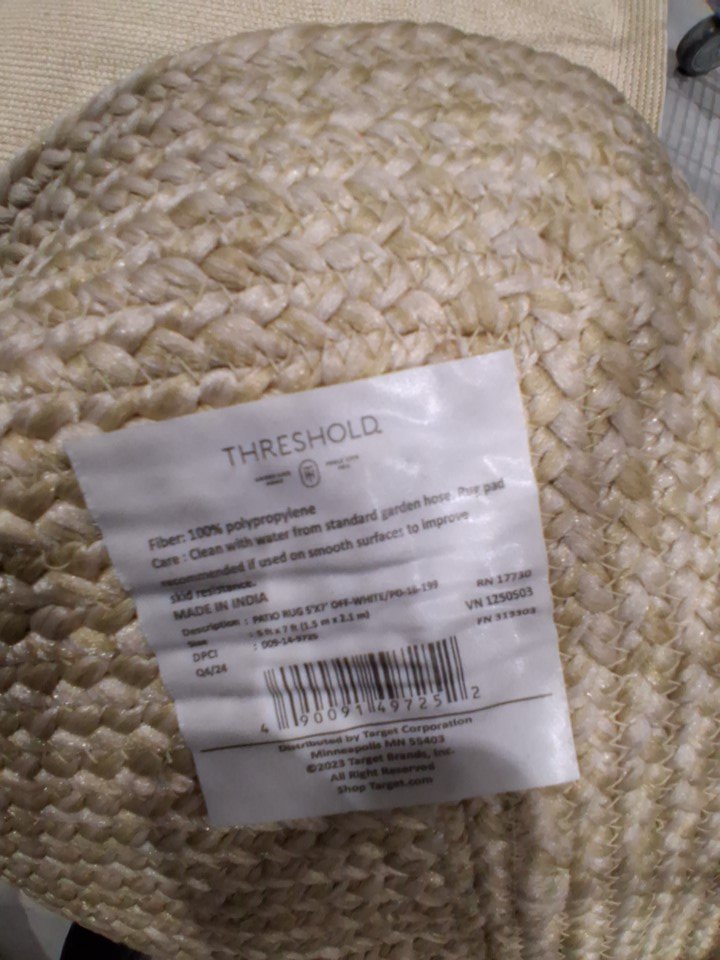 THRESHOLD
Fiber: 100% polypropylene
Care : Clean with water from standard garden hose. Rug pad
recommended if used on smooth surfaces to improve
skid resistance.
MADE IN INDIA
RN 17730
Description : PATIO RUG 5'X7' OFF-WHITE/PO-16-199
VN 1250503
Size : 5 ft x 7 ft (1.5 m x 2.1 m)
DPCI : 009-14-9725
Q4/24
4 90091 49725 2
Distributed by Target Corporation
Minneapolis MN 55403
©2023 Target Brands, Inc.
All Right Reserved
Shop Target.com